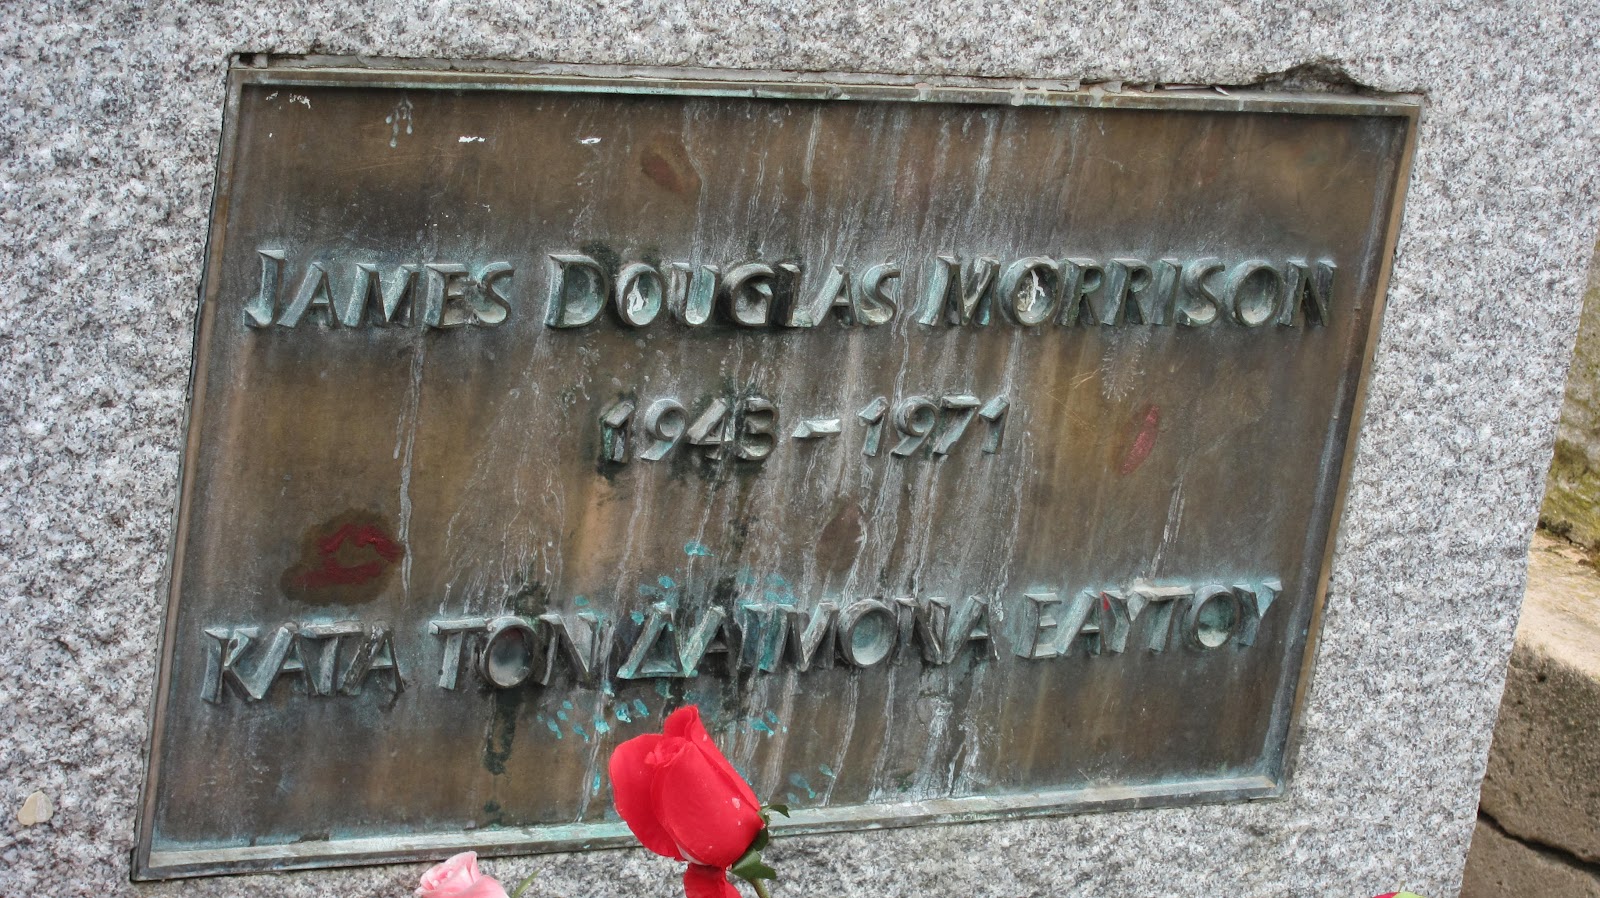 JAMES DOUGLAS MORRISON
1943 – 1971
ΚΑΤΑ ΤΟΝ ΔΑΙΜΟΝΑ ΕΑΥΤΟΥ